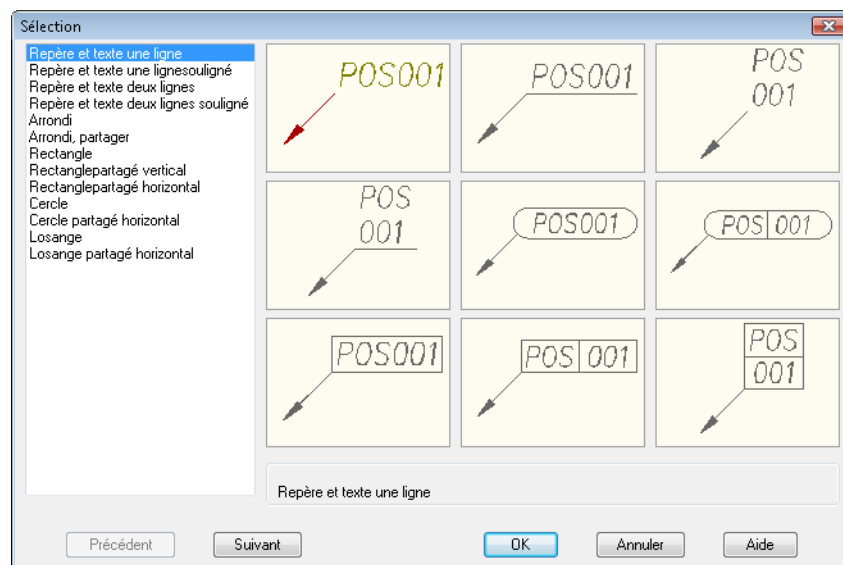 Sélection
Repère et texte une ligne
Repère et texte une lignesouligné
Repère et texte deux lignes
Repère et texte deux lignes souligné
Arrondi
Arrondi, partager
Rectangle
Rectanglepartagé vertical
Rectanglepartagé horizontal
Cercle
Cercle partagé horizontal
Losange
Losange partagé horizontal
POS001
POS001
POS
001
POS
001
POS001
POS 001
POS001
POS 001
POS
001
Repère et texte une ligne
Précédent
Suivant
OK
Annuler
Aide